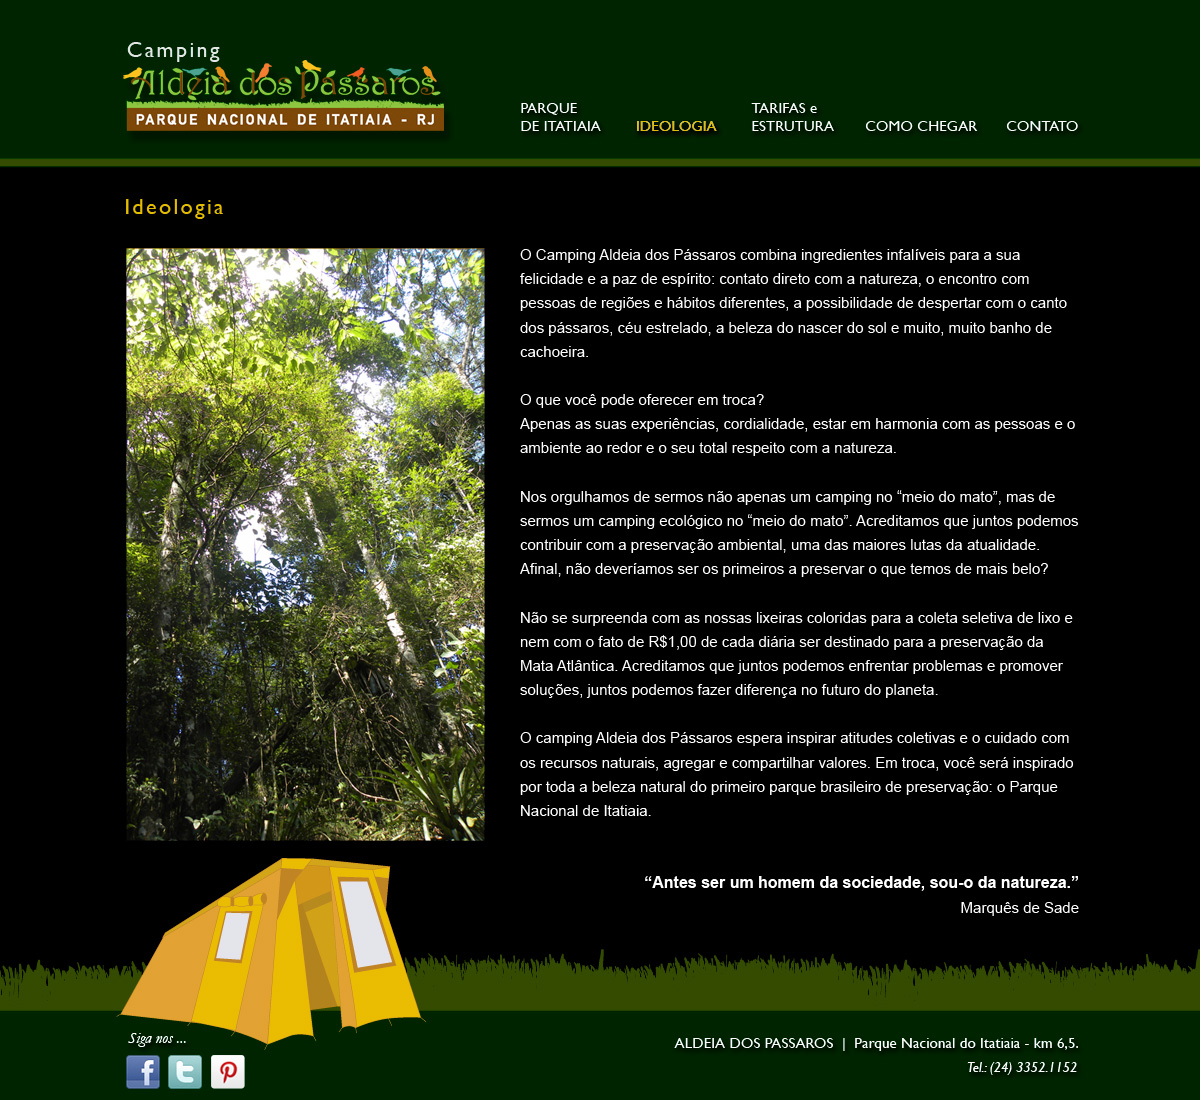 Camping
Aldeia dos Pássaros
PARQUE NACIONAL DE ITATIAIA - RJ
PARQUE
DE ITATIAIA
IDEOLOGIA
TARIFAS e
ESTRUTURA
COMO CHEGAR
CONTATO
Ideologia
O Camping Aldeia dos Pássaros combina ingredientes infalíveis para a sua
felicidade e a paz de espírito: contato direto com a natureza, o encontro com
pessoas de regiões e hábitos diferentes, a possibilidade de despertar com o canto
dos pássaros, céu estrelado, a beleza do nascer do sol e muito, muito banho de
cachoeira.
O que você pode oferecer em troca?
Apenas as suas experiências, cordialidade, estar em harmonia com as pessoas e o
ambiente ao redor e o seu total respeito com a natureza.
Nos orgulhamos de sermos não apenas um camping no “meio do mato”, mas de
sermos um camping ecológico no “meio do mato”. Acreditamos que juntos podemos
contribuir com a preservação ambiental, uma das maiores lutas da atualidade.
Afinal, não deveríamos ser os primeiros a preservar o que temos de mais belo?
Não se surpreenda com as nossas lixeiras coloridas para a coleta seletiva de lixo e
nem com o fato de R$1,00 de cada diária ser destinado para a preservação da
Mata Atlântica. Acreditamos que juntos podemos enfrentar problemas e promover
soluções, juntos podemos fazer diferença no futuro do planeta.
O camping Aldeia dos Pássaros espera inspirar atitudes coletivas e o cuidado com
os recursos naturais, agregar e compartilhar valores. Em troca, você será inspirado
por toda a beleza natural do primeiro parque brasileiro de preservação: o Parque
Nacional de Itatiaia.
“Antes ser um homem da sociedade, sou-o da natureza.”
Marquês de Sade
Siga nos ...
ALDEIA DOS PASSAROS | Parque Nacional do Itatiaia - km 6,5.
Tel.: (24) 3352.1152